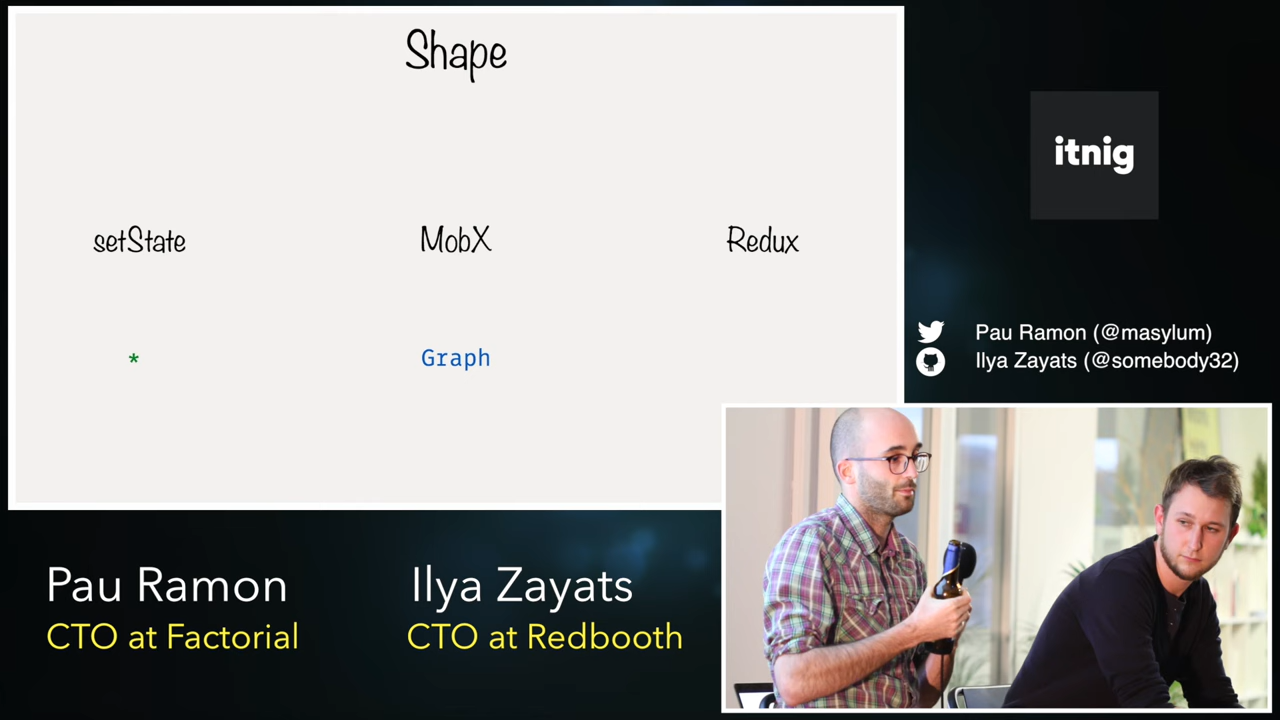 Shape
setState
MobX
Redux
*
Graph
itnig
Pau Ramon (@masylum)
Ilya Zayats (@somebody32)
Pau Ramon
CTO at Factorial
Ilya Zayats
CTO at Redbooth